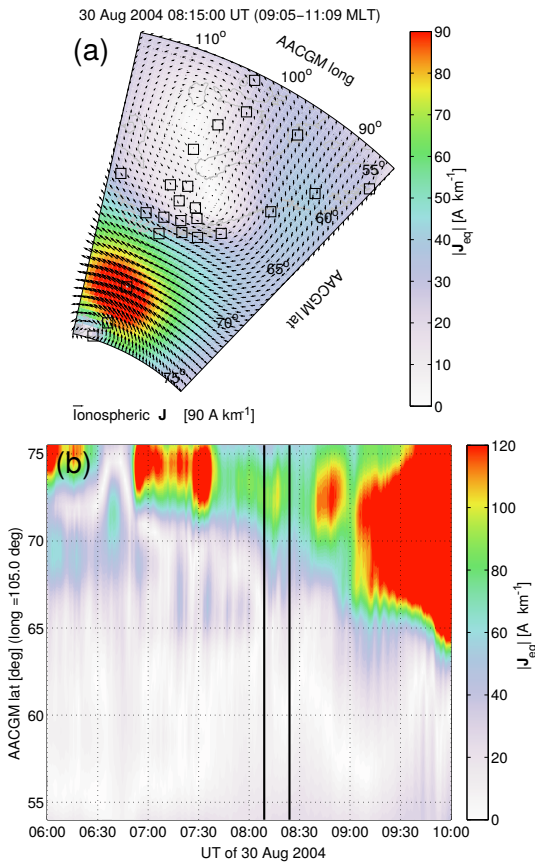 30 Aug 2004 08:15:00 UT (09:05−11:09 MLT)
(a)
110°
AACGM long
100°
90°
55°
60°
65°
AACGM lat
70°
75°
Ionospheric J [90 A km⁻¹]
90
80
70
60
50
40
30
20
10
0
|J_eq| [A km⁻¹]
(b)
75
70
65
60
55
AACGM lat [deg] (long =105.0 deg)
06:00 06:30 07:00 07:30 08:00 08:30 09:00 09:30 10:00
UT of 30 Aug 2004
120
100
80
60
40
20
0
|J_eq| [A km⁻¹]